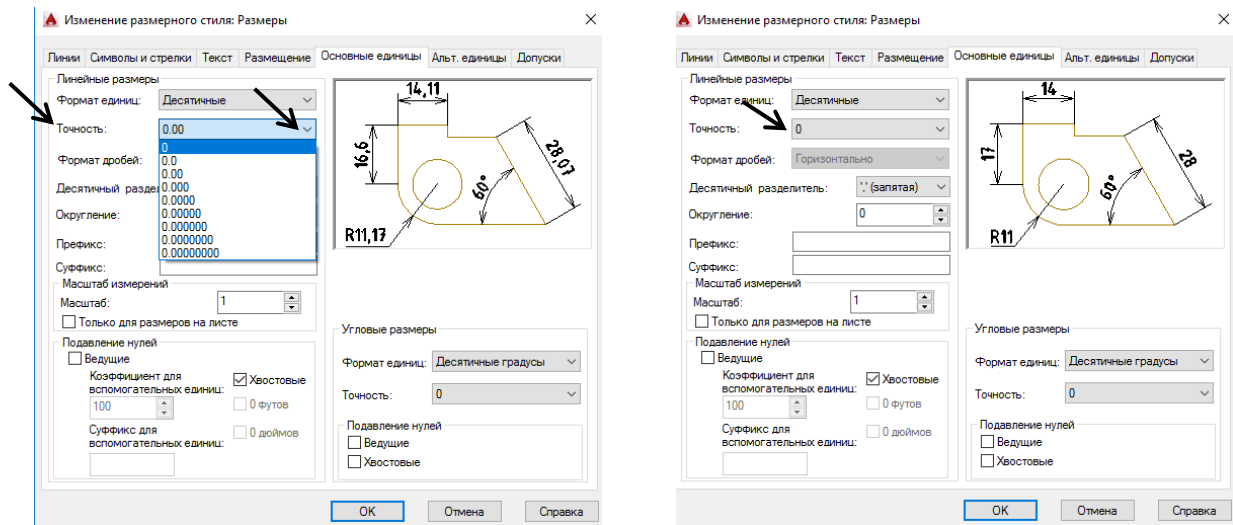 Изменение размерного стиля: Размеры
Линии Символы и стрелки Текст Размещение Основные единицы Альт. единицы Допуски
Линейные размеры
Формат единиц: Десятичные
Точность: 0.00
0
0.0
0.00
0.000
0.0000
0.00000
0.000000
0.0000000
0.00000000
Формат дробей:
Десятичный разде
Округление:
Префикс:
Суффикс:
Масштаб измерений
Масштаб: 1
Только для размеров на листе
Подавление нулей
Ведущие
Коэффициент для
вспомогательных единиц:
100
Суффикс для
вспомогательных единиц:
Хвостовые
0 футов
0 дюймов
14,11
16,6
28,07
60°
R11,17
Угловые размеры
Формат единиц: Десятичные градусы
Точность: 0
Подавление нулей
Ведущие
Хвостовые
OK Отмена Справка
Изменение размерного стиля: Размеры
Линии Символы и стрелки Текст Размещение Основные единицы Альт. единицы Допуски
Линейные размеры
Формат единиц: Десятичные
Точность: 0
Формат дробей: Горизонтально
Десятичный разделитель: ',' (запятая)
Округление: 0
Префикс:
Суффикс:
Масштаб измерений
Масштаб: 1
Только для размеров на листе
Подавление нулей
Ведущие
Коэффициент для
вспомогательных единиц:
100
Суффикс для
вспомогательных единиц:
Хвостовые
0 футов
0 дюймов
14
17
28
60°
R11
Угловые размеры
Формат единиц: Десятичные градусы
Точность: 0
Подавление нулей
Ведущие
Хвостовые
OK Отмена Справка